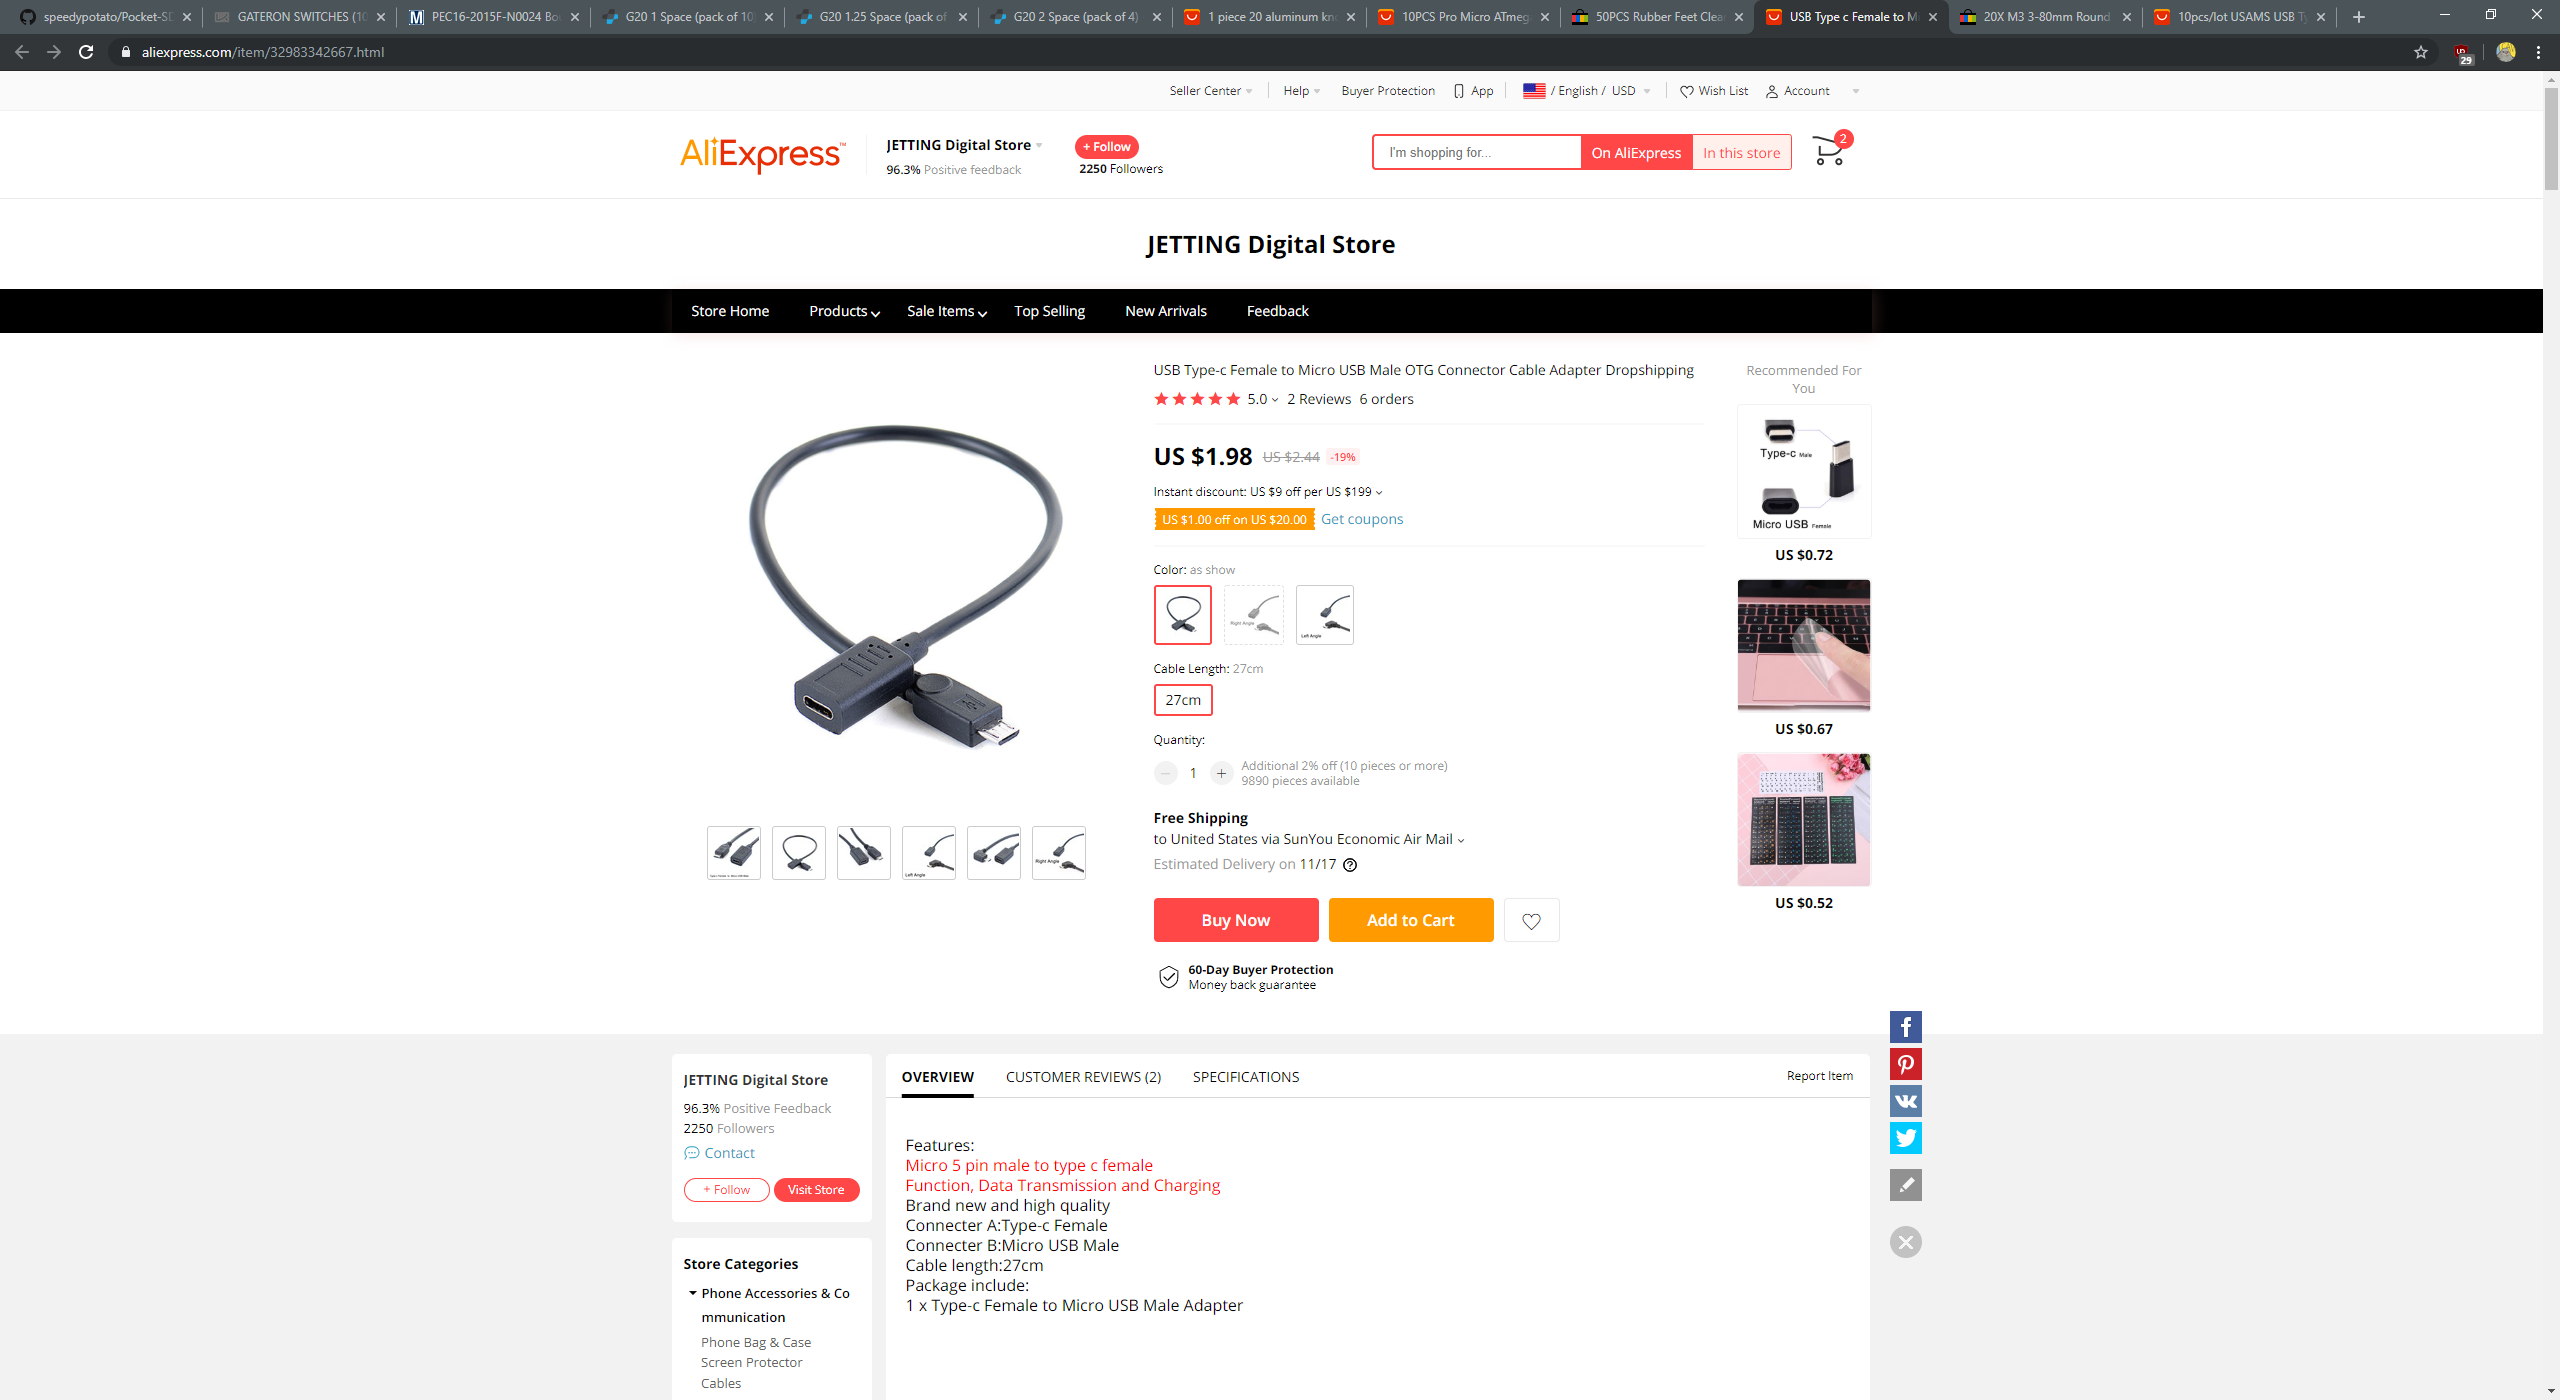 speedypotato/Pocket-SD
GATERON SWITCHES (10
PEC16-2015F-N0024 Bo
G20 1 Space (pack of 10)
G20 1.25 Space (pack of
G20 2 Space (pack of 4)
1 piece 20 aluminum kn
10PCS Pro Micro ATmeg
50PCS Rubber Feet Clea
USB Type c Female to M
20X M3 3-80mm Round
10pcs/lot USAMS USB Ty
aliexpress.com/item/32983342667.html
29
Seller Center
Help
Buyer Protection
App
/ English / USD
Wish List
Account
AliExpress™
JETTING Digital Store
96.3% Positive feedback
+ Follow
2250 Followers
I'm shopping for...
On AliExpress
In this store
2
JETTING Digital Store
Store Home
Products
Sale Items
Top Selling
New Arrivals
Feedback
USB Type-c Female to Micro USB Male OTG Connector Cable Adapter Dropshipping
5.0
2 Reviews
6 orders
US $1.98 US $2.44 -19%
Instant discount: US $9 off per US $199
US $1.00 off on US $20.00
Get coupons
Color: as show
Right Angle
Left Angle
Cable Length: 27cm
27cm
Quantity:
1
Additional 2% off (10 pieces or more)
9890 pieces available
Free Shipping
to United States via SunYou Economic Air Mail
Estimated Delivery on 11/17
Buy Now
Add to Cart
60-Day Buyer Protection
Money back guarantee
Left Angle
Right Angle
Recommended For
You
Type-c Male
Micro USB Female
US $0.72
US $0.67
US $0.52
JETTING Digital Store
96.3% Positive Feedback
2250 Followers
Contact
+ Follow
Visit Store
Store Categories
Phone Accessories & Co
mmunication
Phone Bag & Case
Screen Protector
Cables
OVERVIEW
CUSTOMER REVIEWS (2)
SPECIFICATIONS
Report Item
Features:
Micro 5 pin male to type c female
Function, Data Transmission and Charging
Brand new and high quality
Connecter A:Type-c Female
Connecter B:Micro USB Male
Cable length:27cm
Package include:
1 x Type-c Female to Micro USB Male Adapter